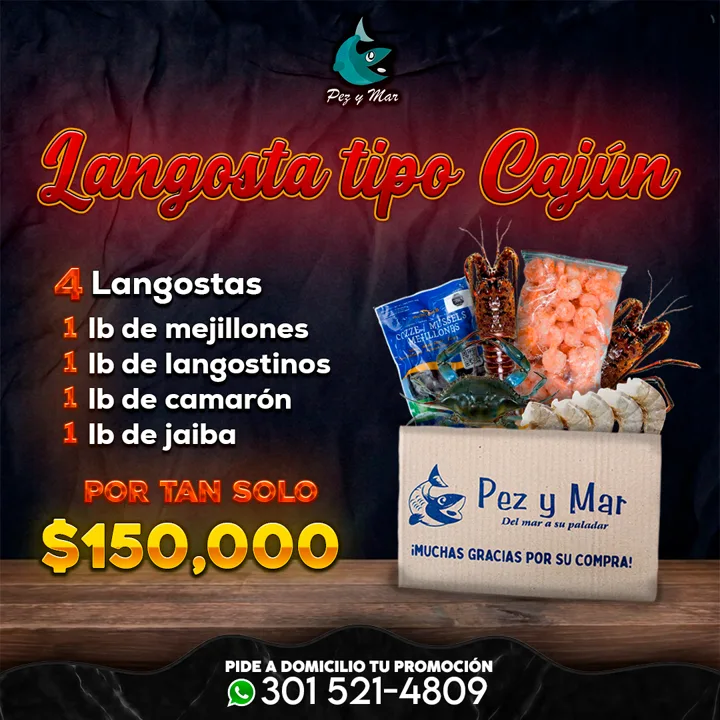 Pez y Mar
Langosta tipo Cajún
4 Langostas
1 lb de mejillones
1 lb de langostinos
1 lb de camarón
1 lb de jaiba
POR TAN SOLO
$150,000
COZZE / MUSSELS
MEJILLONES
Pez y Mar
Del mar a su paladar
¡MUCHAS GRACIAS POR SU COMPRA!
PIDE A DOMICILIO TU PROMOCIÓN
301 521-4809